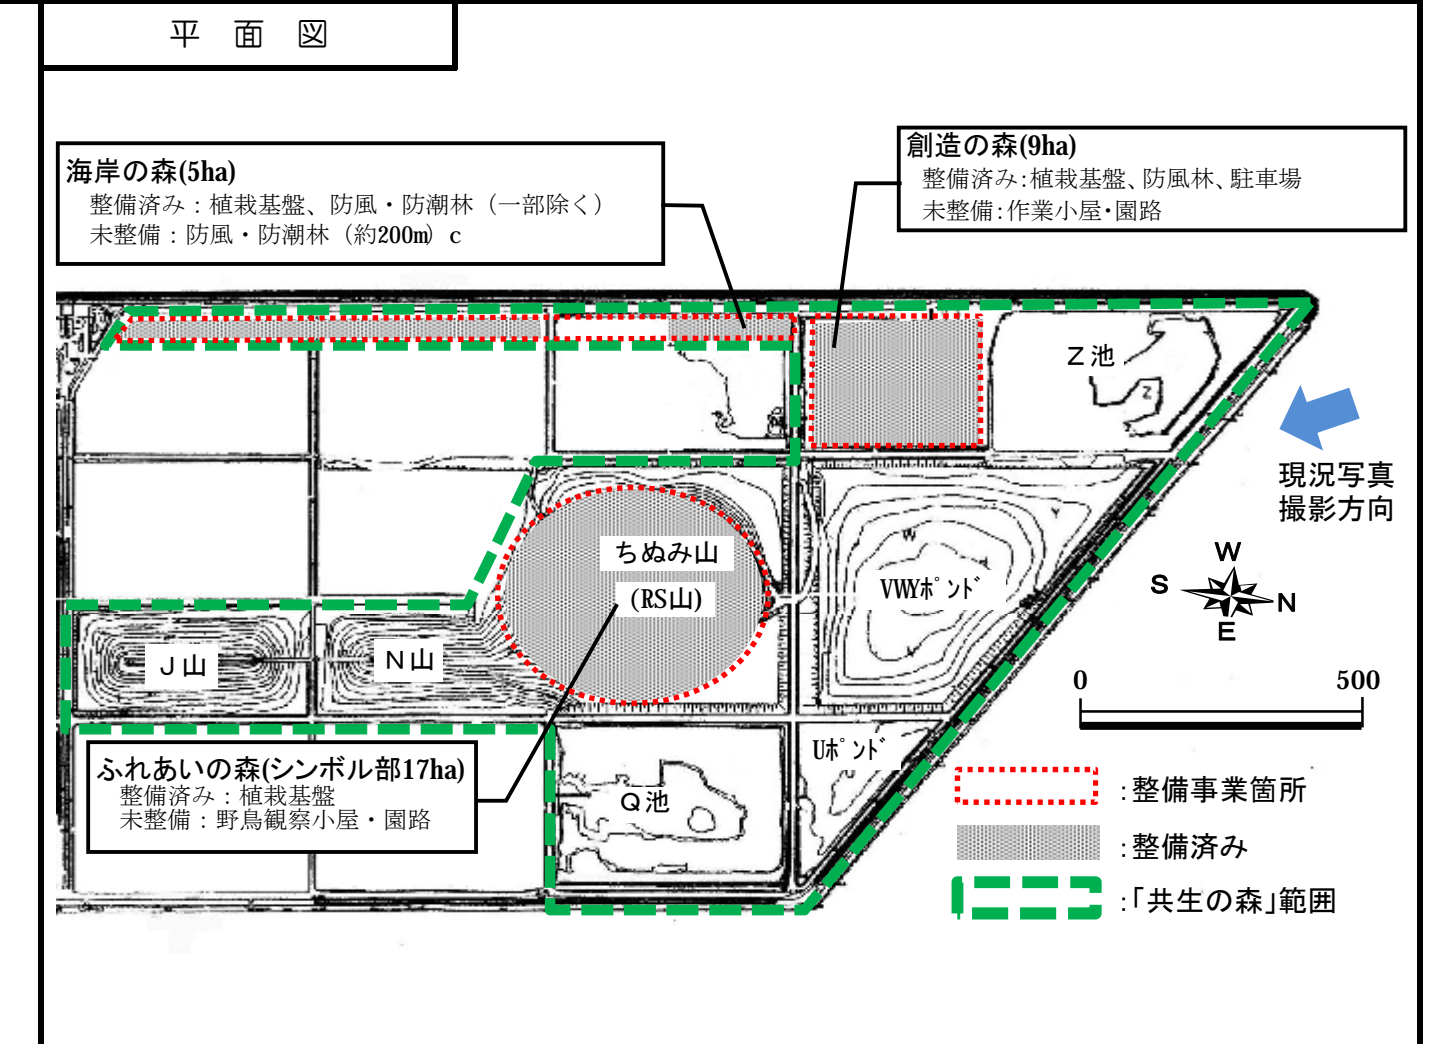 平面図
海岸の森(5ha)
整備済み：植栽基盤、防風・防潮林（一部除く）
未整備：防風・防潮林（約200m）c
創造の森(9ha)
整備済み:植栽基盤、防風林、駐車場
未整備:作業小屋・園路
Z池
Z
現況写真
撮影方向
ちぬみ山
(RS山)
W
VWYﾎﾟﾝﾄﾞ
Y
V
W
S
N
E
J山
N山
0
500
Uﾎﾟﾝﾄﾞ
ふれあいの森(シンボル部17ha)
整備済み：植栽基盤
未整備：野鳥観察小屋・園路
Q池
:整備事業箇所
:整備済み
:「共生の森」範囲